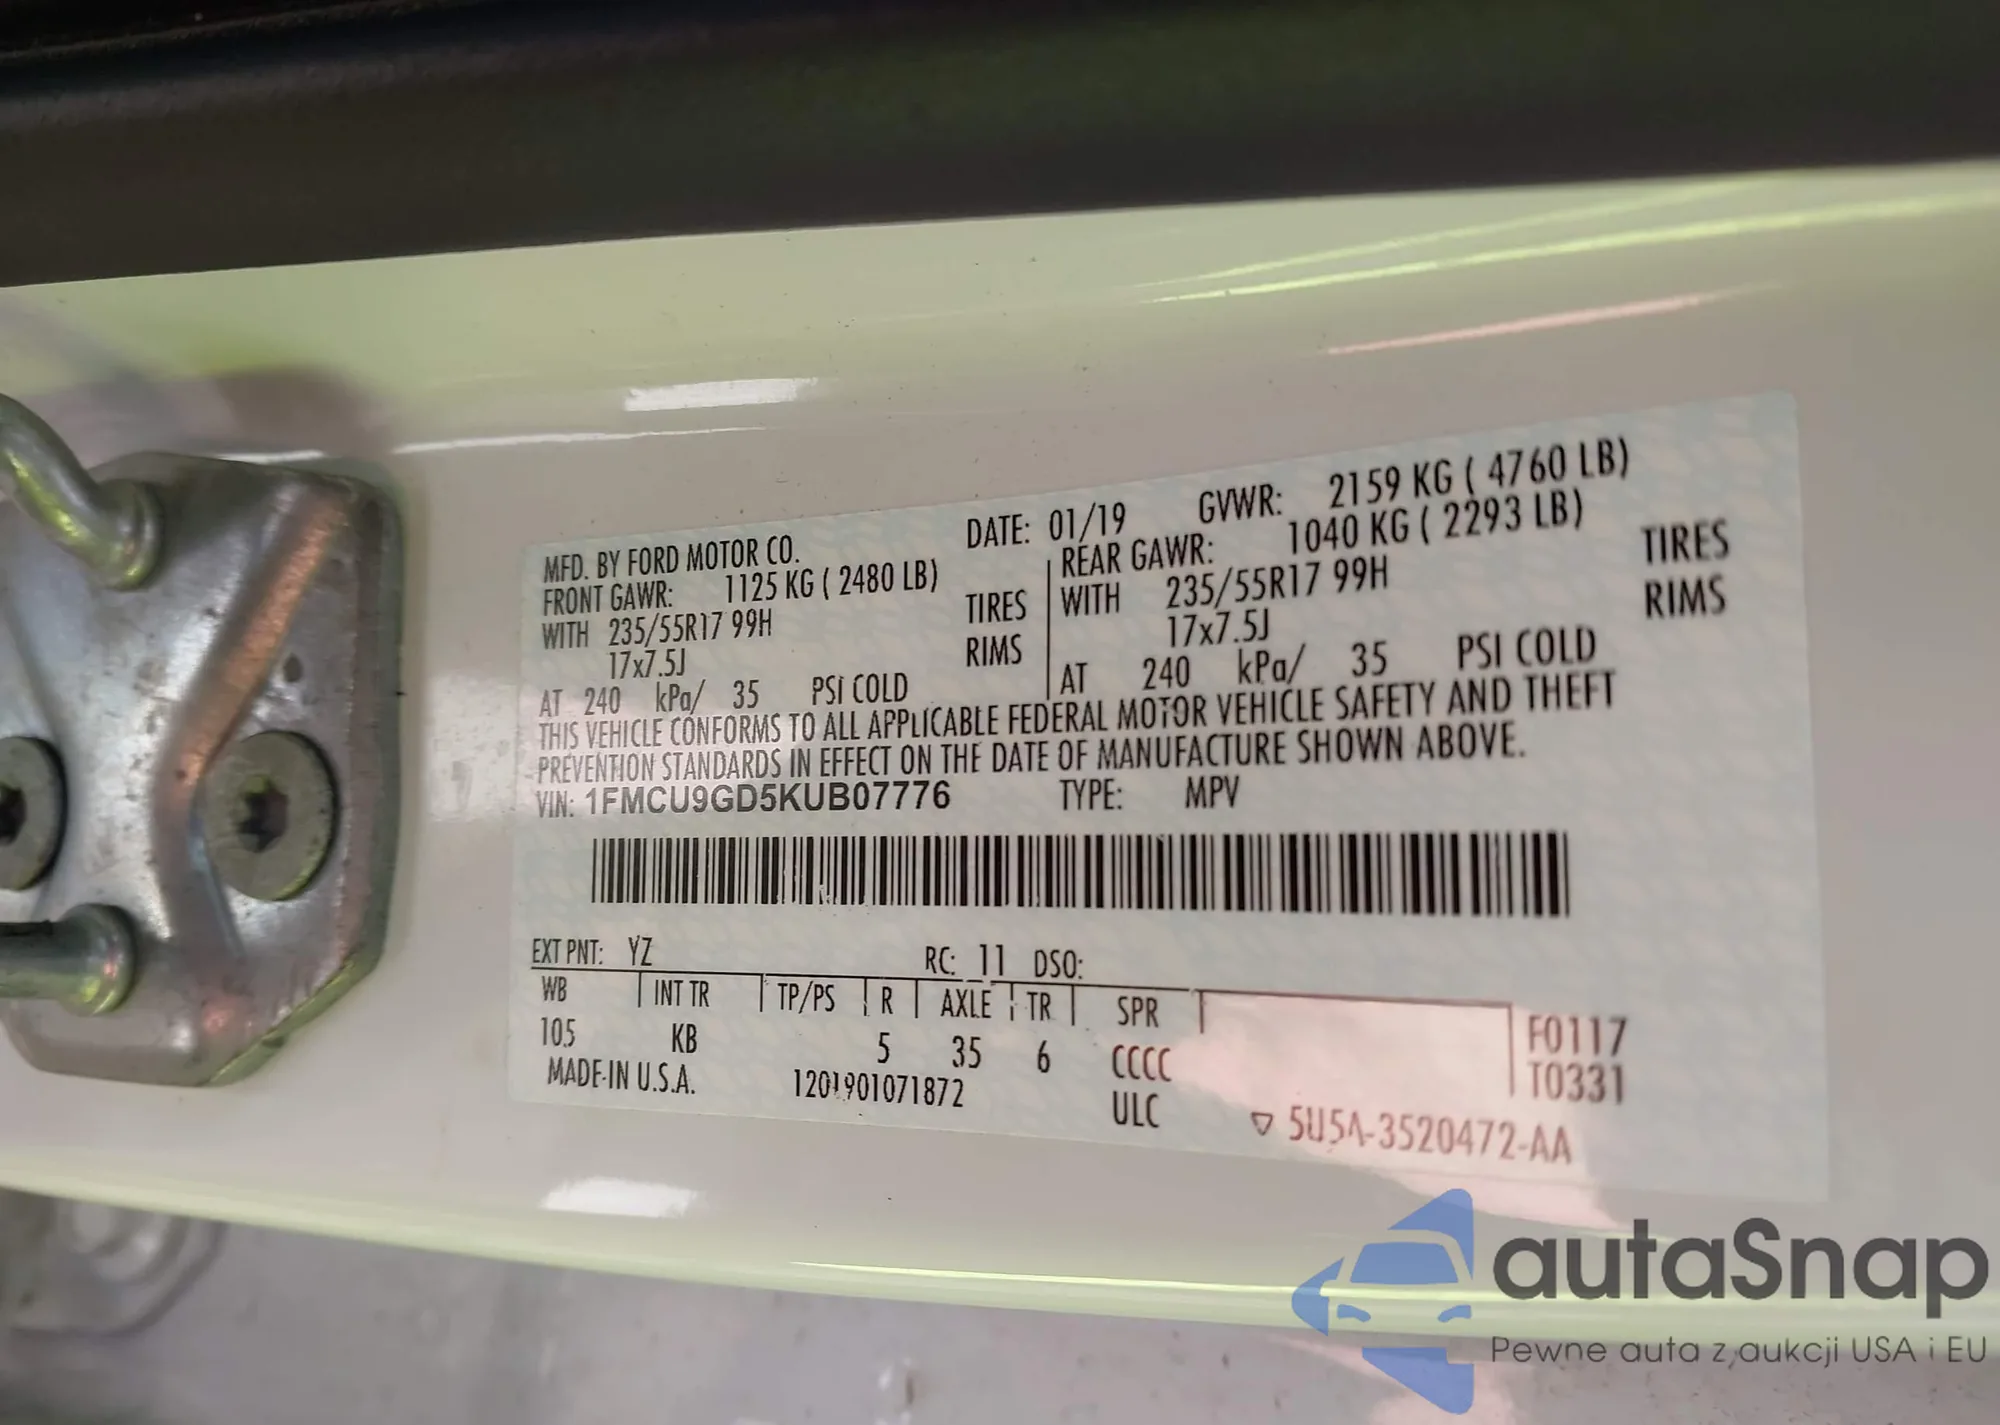 MFD. BY FORD MOTOR CO. DATE: 01/19 GVWR: 2159 KG ( 4760 LB)
FRONT GAWR: 1125 KG ( 2480 LB) REAR GAWR: 1040 KG ( 2293 LB)
WITH 235/55R17 99H TIRES WITH 235/55R17 99H TIRES
17x7.5J RIMS 17x7.5J RIMS
AT 240 kPa/ 35 PSI COLD AT 240 kPa/ 35 PSI COLD
THIS VEHICLE CONFORMS TO ALL APPLICABLE FEDERAL MOTOR VEHICLE SAFETY AND THEFT
PREVENTION STANDARDS IN EFFECT ON THE DATE OF MANUFACTURE SHOWN ABOVE.
VIN: 1FMCU9GD5KUB07776 TYPE: MPV
EXT PNT: YZ RC: 11 DSO:
WB INT TR TP/PS R AXLE TR SPR F0117
105 KB 5 35 6 CCCC T0331
MADE-IN U.S.A. 1201901071872 ULC ▽ 5U5A-3520472-AA
autaSnap
Pewne auta z aukcji USA i EU